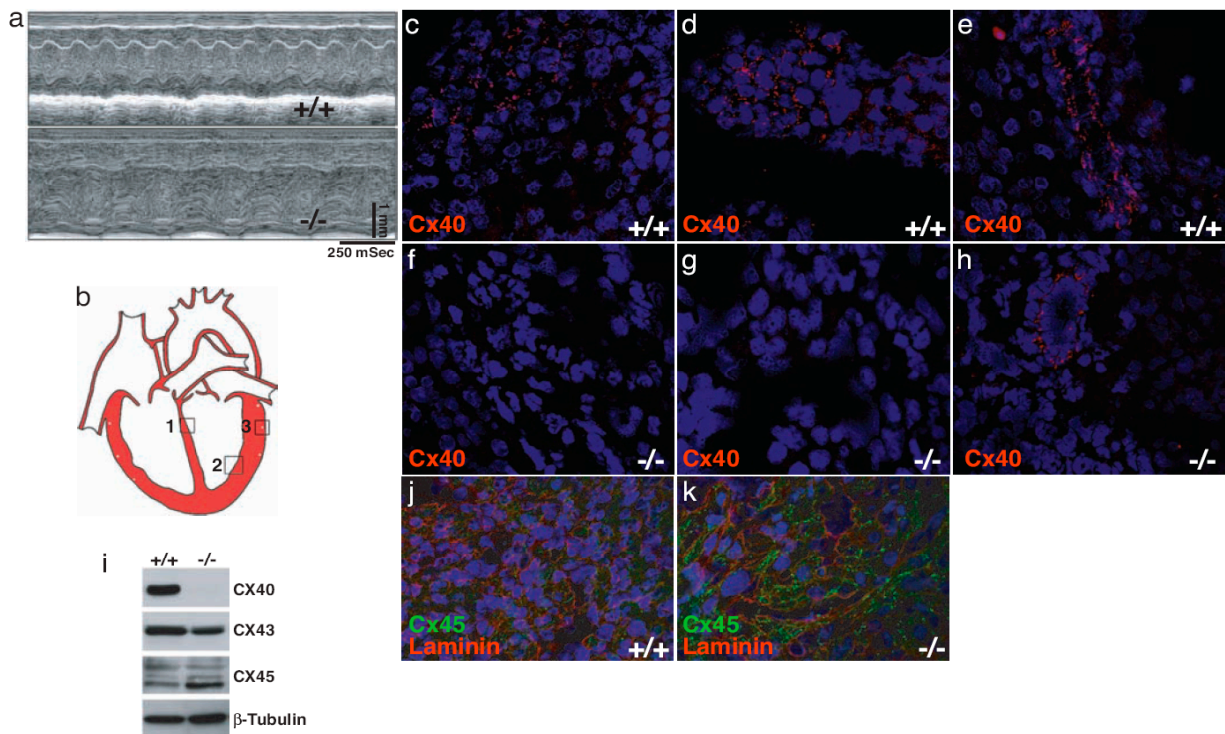 a
+/+
-/-
1 mm
250 mSec
b
1
2
3
c
Cx40
+/+
d
Cx40
+/+
e
Cx40
+/+
f
Cx40
-/-
g
Cx40
-/-
h
Cx40
-/-
i
+/+ -/-
CX40
CX43
CX45
β-Tubulin
j
Cx45
Laminin
+/+
k
Cx45
Laminin
-/-